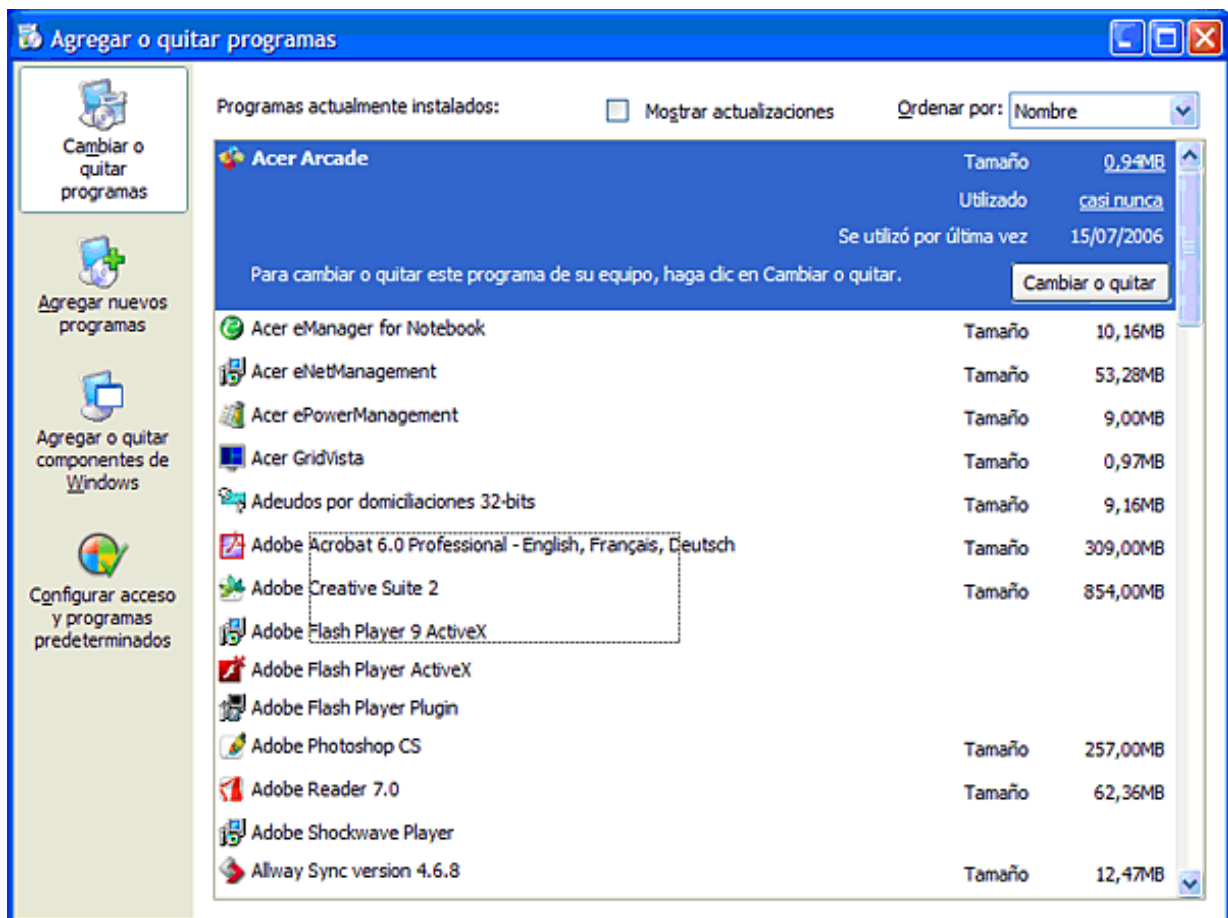 Agregar o quitar programas
Cambiar o
quitar
programas
Agregar nuevos
programas
Agregar o quitar
componentes de
Windows
Configurar acceso
y programas
predeterminados
Programas actualmente instalados: Mostrar actualizaciones Ordenar por: Nombre
Acer Arcade Tamaño 0,94MB
Utilizado casi nunca
Se utilizó por última vez 15/07/2006
Para cambiar o quitar este programa de su equipo, haga clic en Cambiar o quitar. Cambiar o quitar
Acer eManager for Notebook Tamaño 10,16MB
Acer eNetManagement Tamaño 53,28MB
Acer ePowerManagement Tamaño 9,00MB
Acer GridVista Tamaño 0,97MB
Adeudos por domiciliaciones 32-bits Tamaño 9,16MB
Adobe Acrobat 6.0 Professional - English, Français, Deutsch Tamaño 309,00MB
Adobe Creative Suite 2 Tamaño 854,00MB
Adobe Flash Player 9 ActiveX
Adobe Flash Player ActiveX
Adobe Flash Player Plugin
Adobe Photoshop CS Tamaño 257,00MB
Adobe Reader 7.0 Tamaño 62,36MB
Adobe Shockwave Player
Allway Sync version 4.6.8 Tamaño 12,47MB